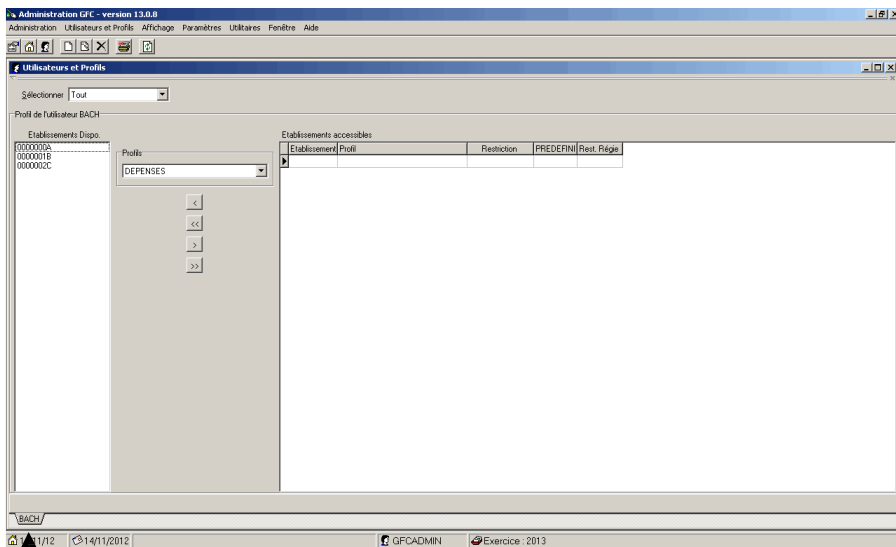 Administration GFC - version 13.0.8
Administration Utilisateurs et Profils Affichage Paramètres Utilitaires Fenêtre Aide
Utilisateurs et Profils
Sélectionner Tout
Profil de l'utilisateur BACH
Etablissements Dispo.
0000000A
0000001B
0000002C
Profils
DEPENSES
<
<<
>
>>
Etablissements accessibles
Etablissement Profil Restriction PREDEFINI Rest. Régie
BACH
11/12 14/11/2012 GFCADMIN Exercice : 2013